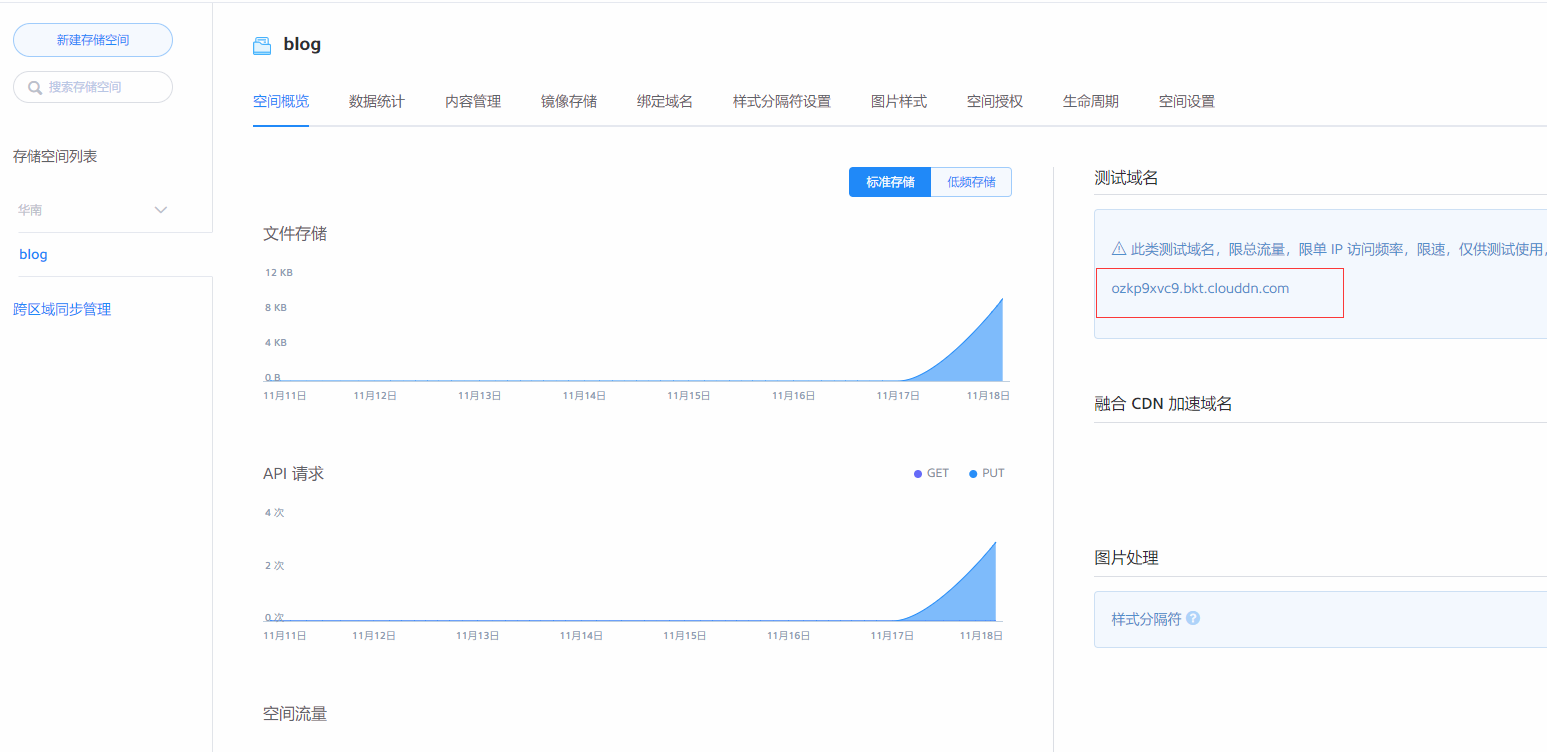 新建存储空间
搜索存储空间
存储空间列表
华南
blog
跨区域同步管理
blog
空间概览 数据统计 内容管理 镜像存储 绑定域名 样式分隔符设置 图片样式 空间授权 生命周期 空间设置
标准存储 低频存储
文件存储
12 KB
8 KB
4 KB
0 B
11月11日 11月12日 11月13日 11月14日 11月15日 11月16日 11月17日 11月18日
API 请求
GET PUT
4 次
2 次
0 次
11月11日 11月12日 11月13日 11月14日 11月15日 11月16日 11月17日 11月18日
空间流量
测试域名
此类测试域名，限总流量，限单 IP 访问频率，限速，仅供测试使用，
ozkp9xvc9.bkt.clouddn.com
融合 CDN 加速域名
图片处理
样式分隔符 ?